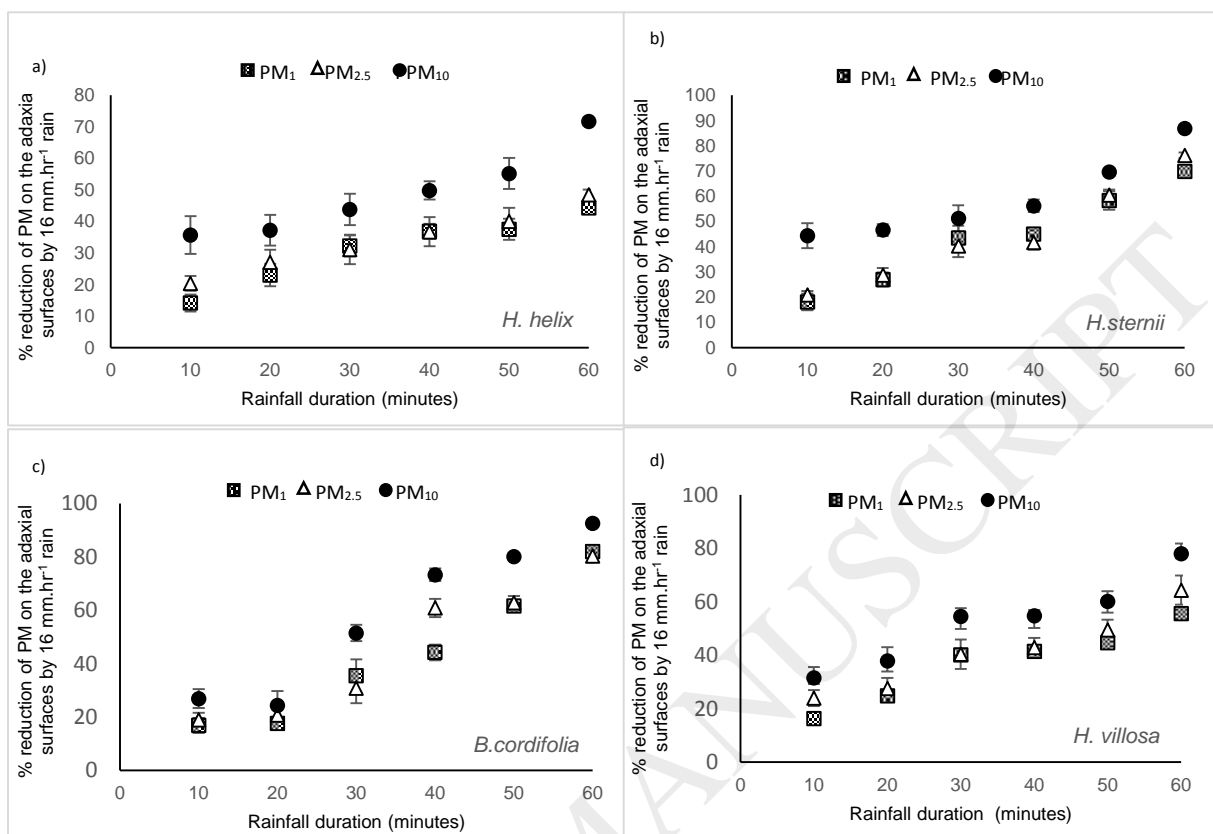 a)
PM₁ PM₂.₅ PM₁₀
% reduction of PM on the adaxial
surfaces by 16 mm.hr⁻¹ rain
80
70
60
50
40
30
20
10
0
0 10 20 30 40 50 60
Rainfall duration (minutes)
H. helix
b)
PM₁ PM₂.₅ PM₁₀
% reduction of PM on the adaxial
surfaces by 16 mm.hr⁻¹ rain
100
90
80
70
60
50
40
30
20
10
0
0 10 20 30 40 50 60
Rainfall duration (minutes)
H.sternii
c)
PM₁ PM₂.₅ PM₁₀
% reduction of PM on the adaxial
surfaces by 16 mm.hr⁻¹ rain
100
80
60
40
20
0
0 10 20 30 40 50 60
Rainfall duration (minutes)
B.cordifolia
d)
PM₁ PM₂.₅ PM₁₀
% reduction of PM on the adaxial
surfaces by 16 mm.hr⁻¹ rain
100
80
60
40
20
0
0 10 20 30 40 50 60
Rainfall duration (minutes)
H. villosa
MANUSCRIPT